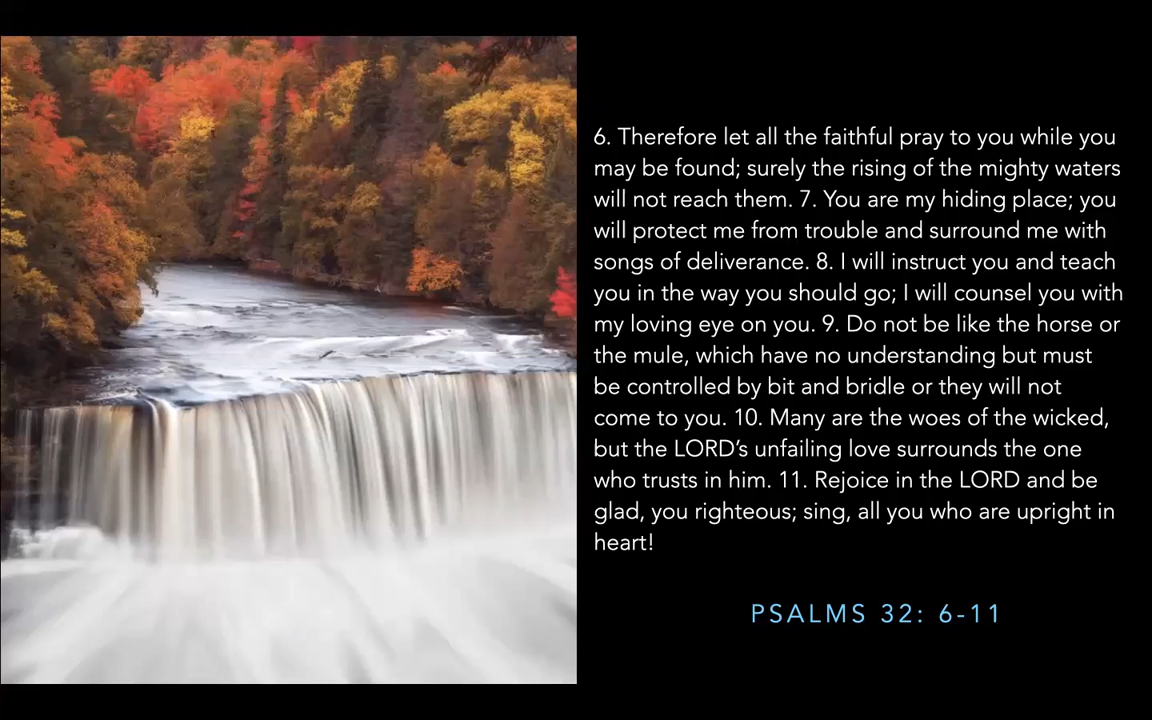 6. Therefore let all the faithful pray to you while you
may be found; surely the rising of the mighty waters
will not reach them. 7. You are my hiding place; you
will protect me from trouble and surround me with
songs of deliverance. 8. I will instruct you and teach
you in the way you should go; I will counsel you with
my loving eye on you. 9. Do not be like the horse or
the mule, which have no understanding but must
be controlled by bit and bridle or they will not
come to you. 10. Many are the woes of the wicked,
but the LORD’s unfailing love surrounds the one
who trusts in him. 11. Rejoice in the LORD and be
glad, you righteous; sing, all you who are upright in
heart!
PSALMS 32: 6-11